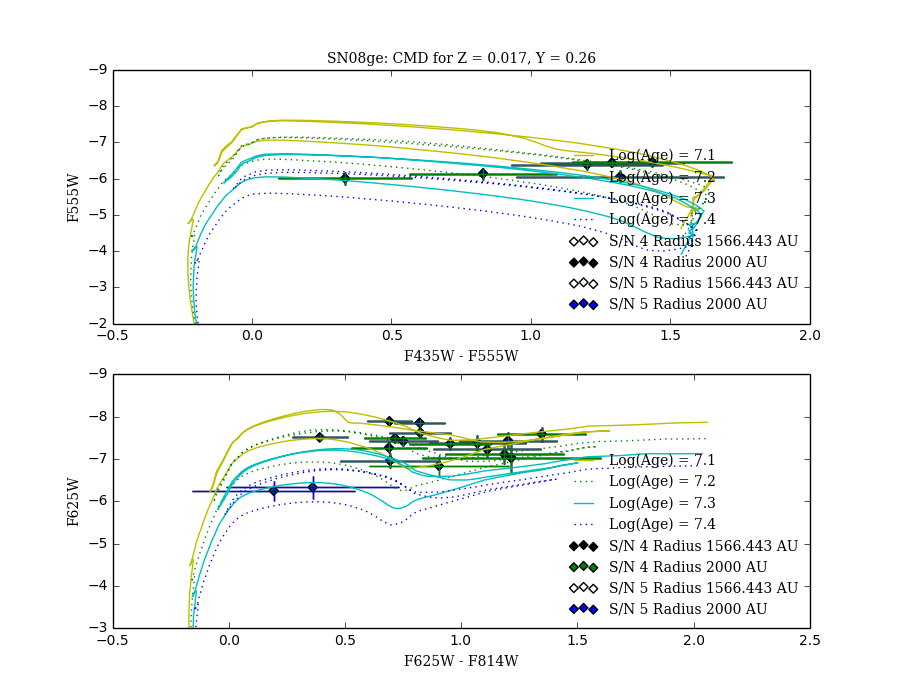 SN08ge: CMD for Z = 0.017, Y = 0.26
−9
−8
−7
−6
−5
−4
−3
−2
F555W
Log(Age) = 7.1
Log(Age) = 7.2
Log(Age) = 7.3
Log(Age) = 7.4
S/N 4 Radius 1566.443 AU
S/N 4 Radius 2000 AU
S/N 5 Radius 1566.443 AU
S/N 5 Radius 2000 AU
−0.5 0.0 0.5 1.0 1.5 2.0
F435W - F555W
−9
−8
−7
−6
−5
−4
−3
F625W
Log(Age) = 7.1
Log(Age) = 7.2
Log(Age) = 7.3
Log(Age) = 7.4
S/N 4 Radius 1566.443 AU
S/N 4 Radius 2000 AU
S/N 5 Radius 1566.443 AU
S/N 5 Radius 2000 AU
−0.5 0.0 0.5 1.0 1.5 2.0 2.5
F625W - F814W